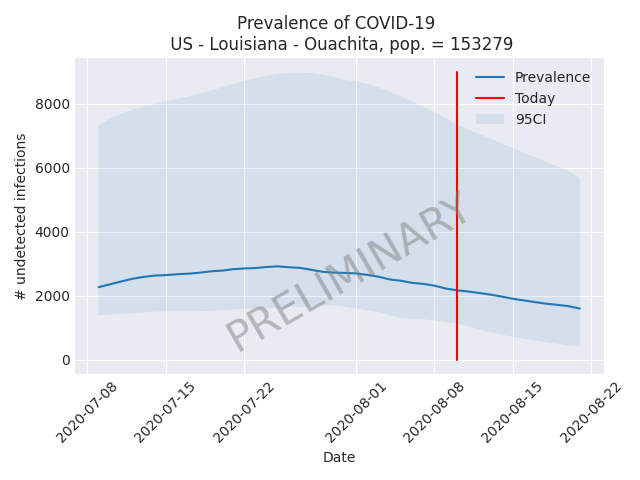 Prevalence of COVID-19
US - Louisiana - Ouachita, pop. = 153279
# undetected infections
8000
6000
4000
2000
0
Prevalence
Today
95CI
PRELIMINARY
2020-07-08
2020-07-15
2020-07-22
2020-08-01
2020-08-08
2020-08-15
2020-08-22
Date